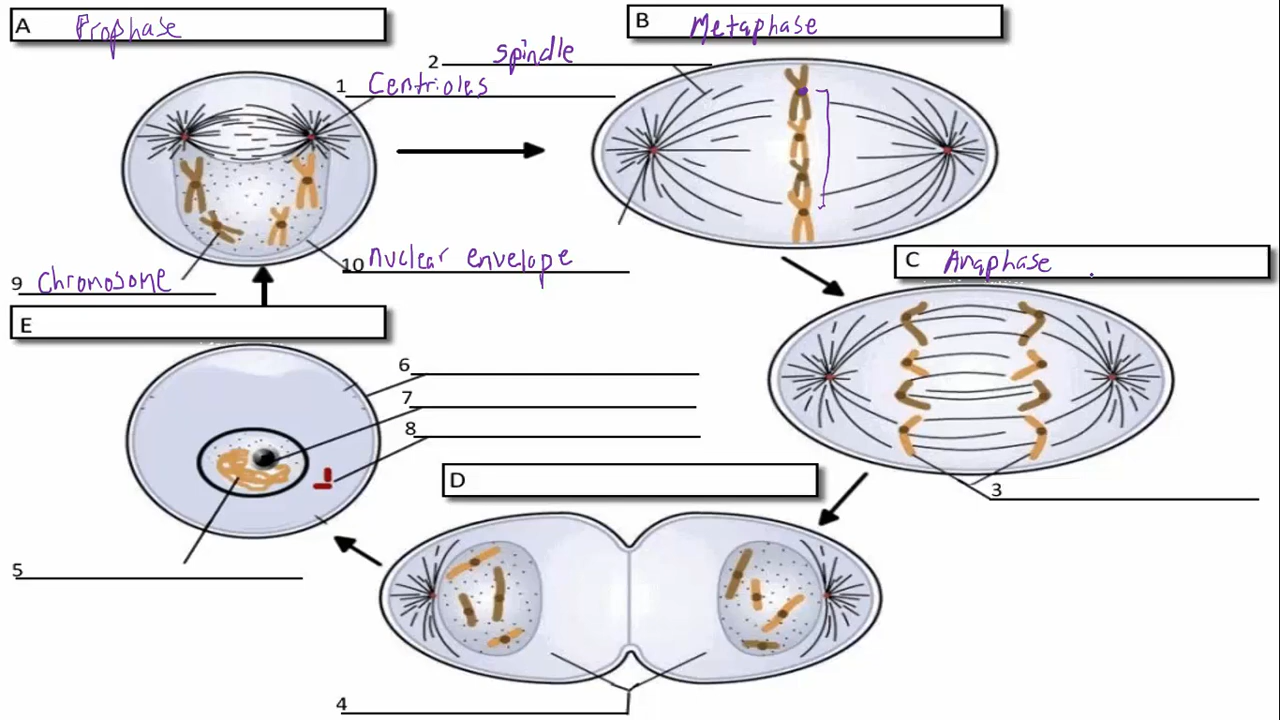 A Prophase
B Metaphase
2 spindle
1 Centrioles
10 nuclear envelope
9 Chromosome
C Anaphase
E
6
7
8
D
3
5
4